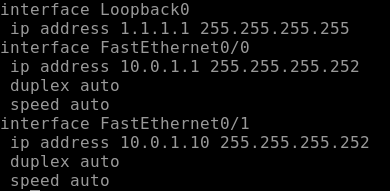 interface Loopback0
 ip address 1.1.1.1 255.255.255.255
interface FastEthernet0/0
 ip address 10.0.1.1 255.255.255.252
 duplex auto
 speed auto
interface FastEthernet0/1
 ip address 10.0.1.10 255.255.255.252
 duplex auto
 speed auto